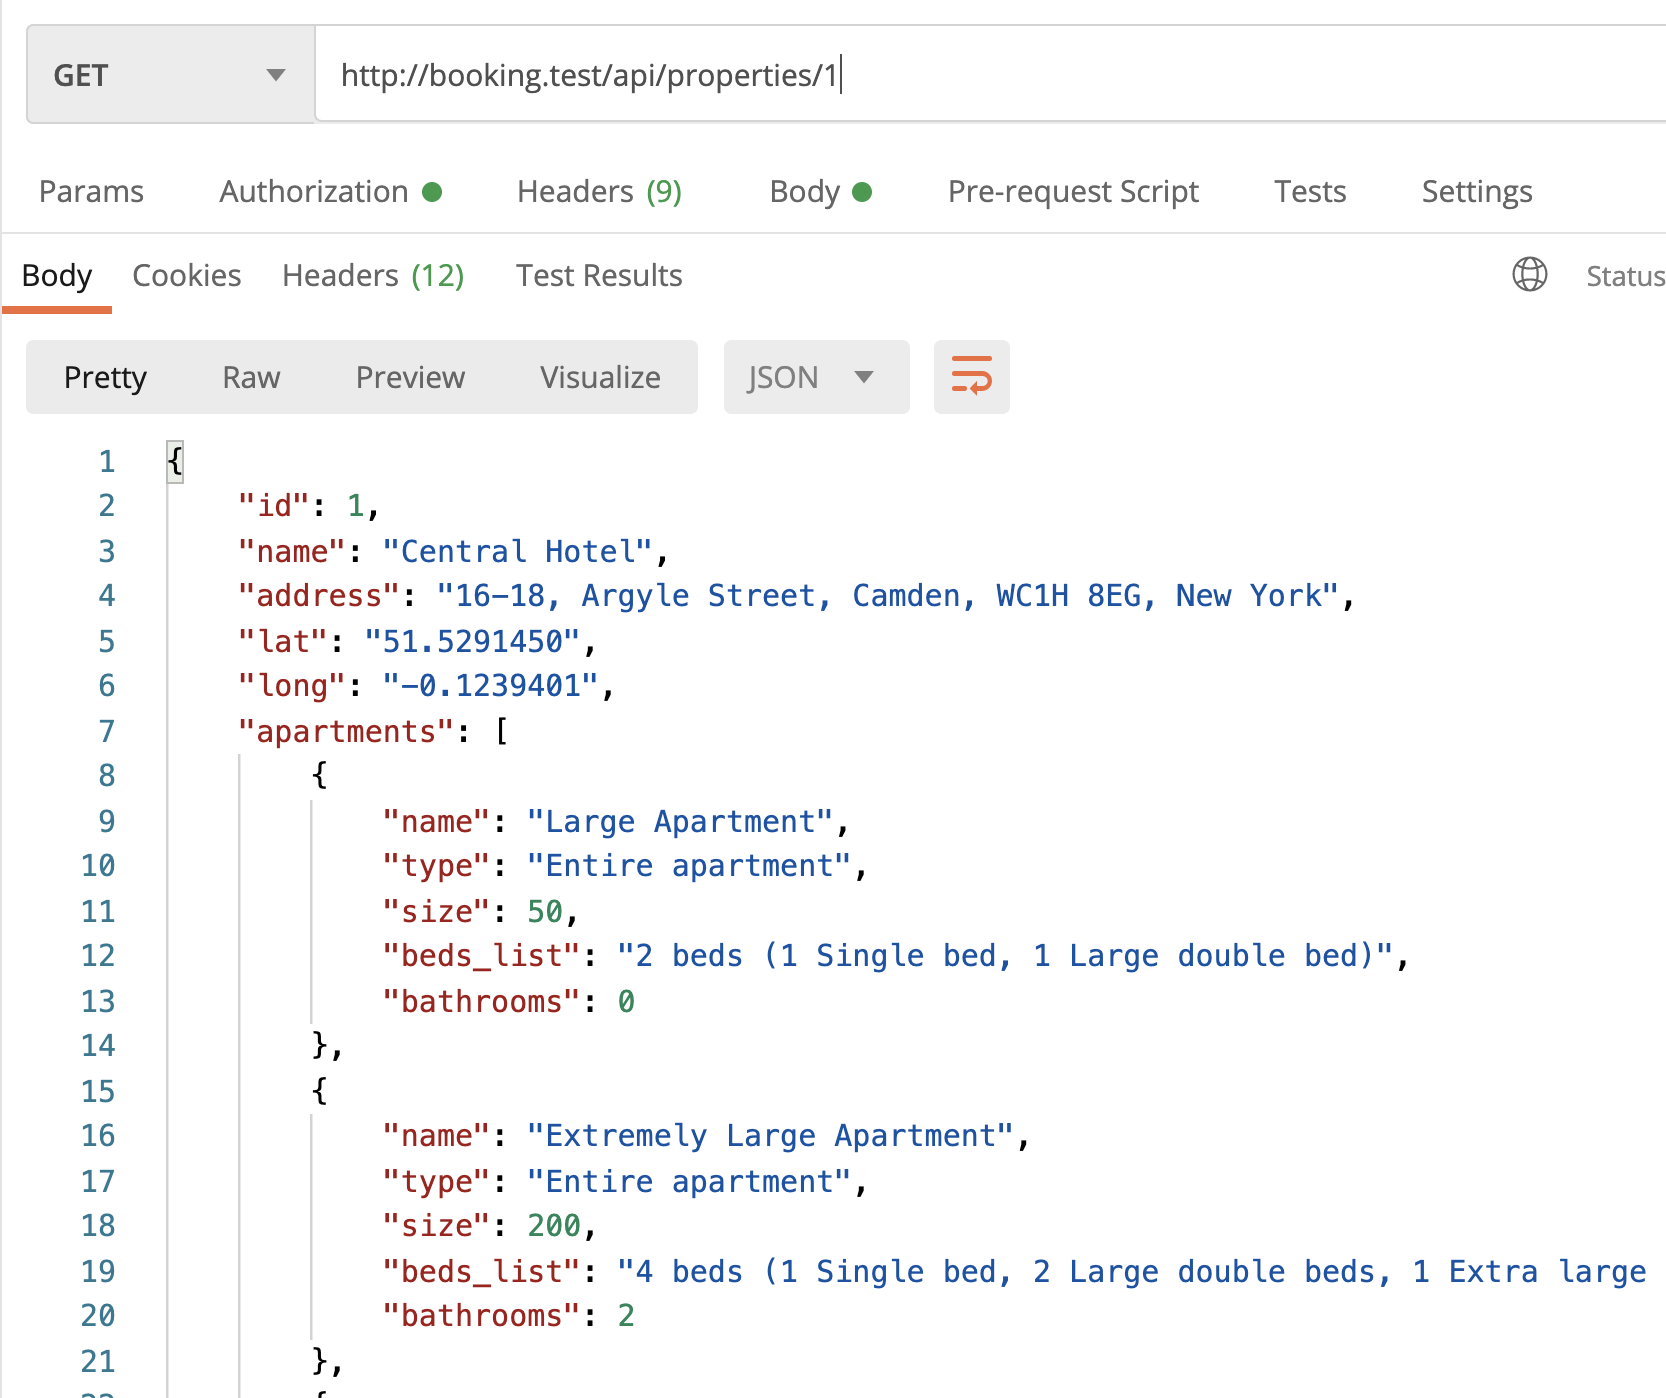 GET http://booking.test/api/properties/1
Params Authorization Headers (9) Body Pre-request Script Tests Settings
Body Cookies Headers (12) Test Results Status
Pretty Raw Preview Visualize JSON
1 {
2 "id": 1,
3 "name": "Central Hotel",
4 "address": "16-18, Argyle Street, Camden, WC1H 8EG, New York",
5 "lat": "51.5291450",
6 "long": "-0.1239401",
7 "apartments": [
8 {
9 "name": "Large Apartment",
10 "type": "Entire apartment",
11 "size": 50,
12 "beds_list": "2 beds (1 Single bed, 1 Large double bed)",
13 "bathrooms": 0
14 },
15 {
16 "name": "Extremely Large Apartment",
17 "type": "Entire apartment",
18 "size": 200,
19 "beds_list": "4 beds (1 Single bed, 2 Large double beds, 1 Extra large
20 "bathrooms": 2
21 },